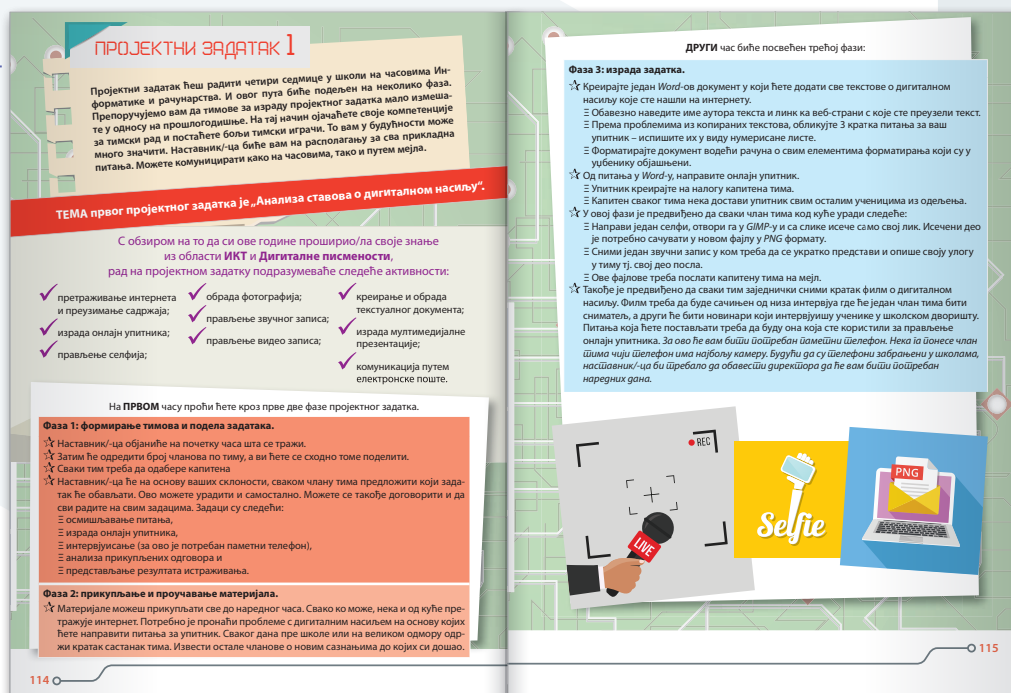 ПРОЈЕКТНИ ЗАДАТАК 1
Пројектни задатак ћеш радити четири седмице у школи на часовима Ин-
форматике и рачунарства. И овог пута биће подељен на неколико фаза.
Препоручујемо вам да тимове за израду пројектног задатка мало измеша-
те у односу на прошлогодишње. На тај начин ојачаћете своје компетенције
за тимски рад и постаћете бољи тимски играчи. То вам у будућности може
много значити. Наставник/-ца биће вам на располагању за сва прикладна
питања. Можете комуницирати како на часовима, тако и путем мејла.
ТЕМА првог пројектног задатка је „Анализа ставова о дигиталном насиљу“.
С обзиром на то да си ове године проширио/ла своје знање
из области ИКТ и Дигиталне писмености,
рад на пројектном задатку подразумеваће следеће активности:
претраживање интернета
и преузимање садржаја;
израда онлајн упитника;
прављење селфија;
обрада фотографија;
прављење звучног записа;
прављење видео записа;
креирање и обрада
текстуалног документа;
израда мултимедијалне
презентације;
комуникација путем
електронске поште.
На ПРВОМ часу проћи ћете кроз прве две фазе пројектног задатка.
Фаза 1: формирање тимова и подела задатака.
Наставник/-ца објаниће на почетку часа шта се тражи.
Затим ће одредити број чланова по тиму, а ви ћете се сходно томе поделити.
Сваки тим треба да одабере капитена
Наставник/-ца ће на основу ваших склоности, сваком члану тима предложити који зада-
так ће обављати. Ово можете урадити и самостално. Можете се такође договорити и да
сви радите на свим задацима. Задаци су следећи:
Ξ осмишљавање питања,
Ξ израда онлајн упитника,
Ξ интервјуисање (за ово је потребан паметни телефон),
Ξ анализа прикупљених одговора и
Ξ представљање резултата истраживања.
Фаза 2: прикупљање и проучавање материјала.
Материјале можеш прикупљати све до наредног часа. Свако ко може, нека и од куће пре-
тражује интернет. Потребно је пронаћи проблеме с дигиталним насиљем на основу којих
ћете направити питања за упитник. Сваког дана пре школе или на великом одмору одр-
жи кратак састанак тима. Извести остале чланове о новим сазнањима до којих си дошао.
114
ДРУГИ час биће посвећен трећој фази:
Фаза 3: израда задатка.
Креирајте један Word-ов документ у који ћете додати све текстове о дигиталном
насиљу које сте нашли на интернету.
Ξ Обавезно наведите име аутора текста и линк ка веб-страни с које сте преузели текст.
Ξ Према проблемима из копираних текстова, обликујте 3 кратка питања за ваш
упитник – испишите их у виду нумерисане листе.
Ξ Форматирајте документ водећи рачуна о свим елементима форматирања који су у
уџбенику објашњени.
Од питања у Word-у, направите онлајн упитник.
Ξ Упитник креирајте на налогу капитена тима.
Ξ Капитен сваког тима нека достави упитник свим осталим ученицима из одељења.
У овој фази је предвиђено да сваки члан тима код куће уради следеће:
Ξ Направи један селфи, отвори га у GIMP-у и са слике исече само свој лик. Исечени део
је потребно сачувати у новом фајлу у PNG формату.
Ξ Сними један звучни запис у ком треба да се укратко представи и опише своју улогу
у тиму тј. свој део посла.
Ξ Ове фајлове треба послати капитену тима на мејл.
Такође је предвиђено да сваки тим заједнички сними кратак филм о дигиталном
насиљу. Филм треба да буде сачињен од низа интервјуа где ће један члан тима бити
сниматељ, а други ће бити новинари који интервјуишу ученике у школском дворишту.
Питања која ћете постављати треба да буду она која сте користили за прављење
онлајн упитника. За ово ће вам бити потребан паметни телефон. Нека га понесе члан
тима чији телефон има најбољу камеру. Будући да су телефони забрањени у школама,
наставник/-ца би требало да обавести директора да ће вам бити потребан
наредних дана.
REC
LIVE
Selfie
PNG
115